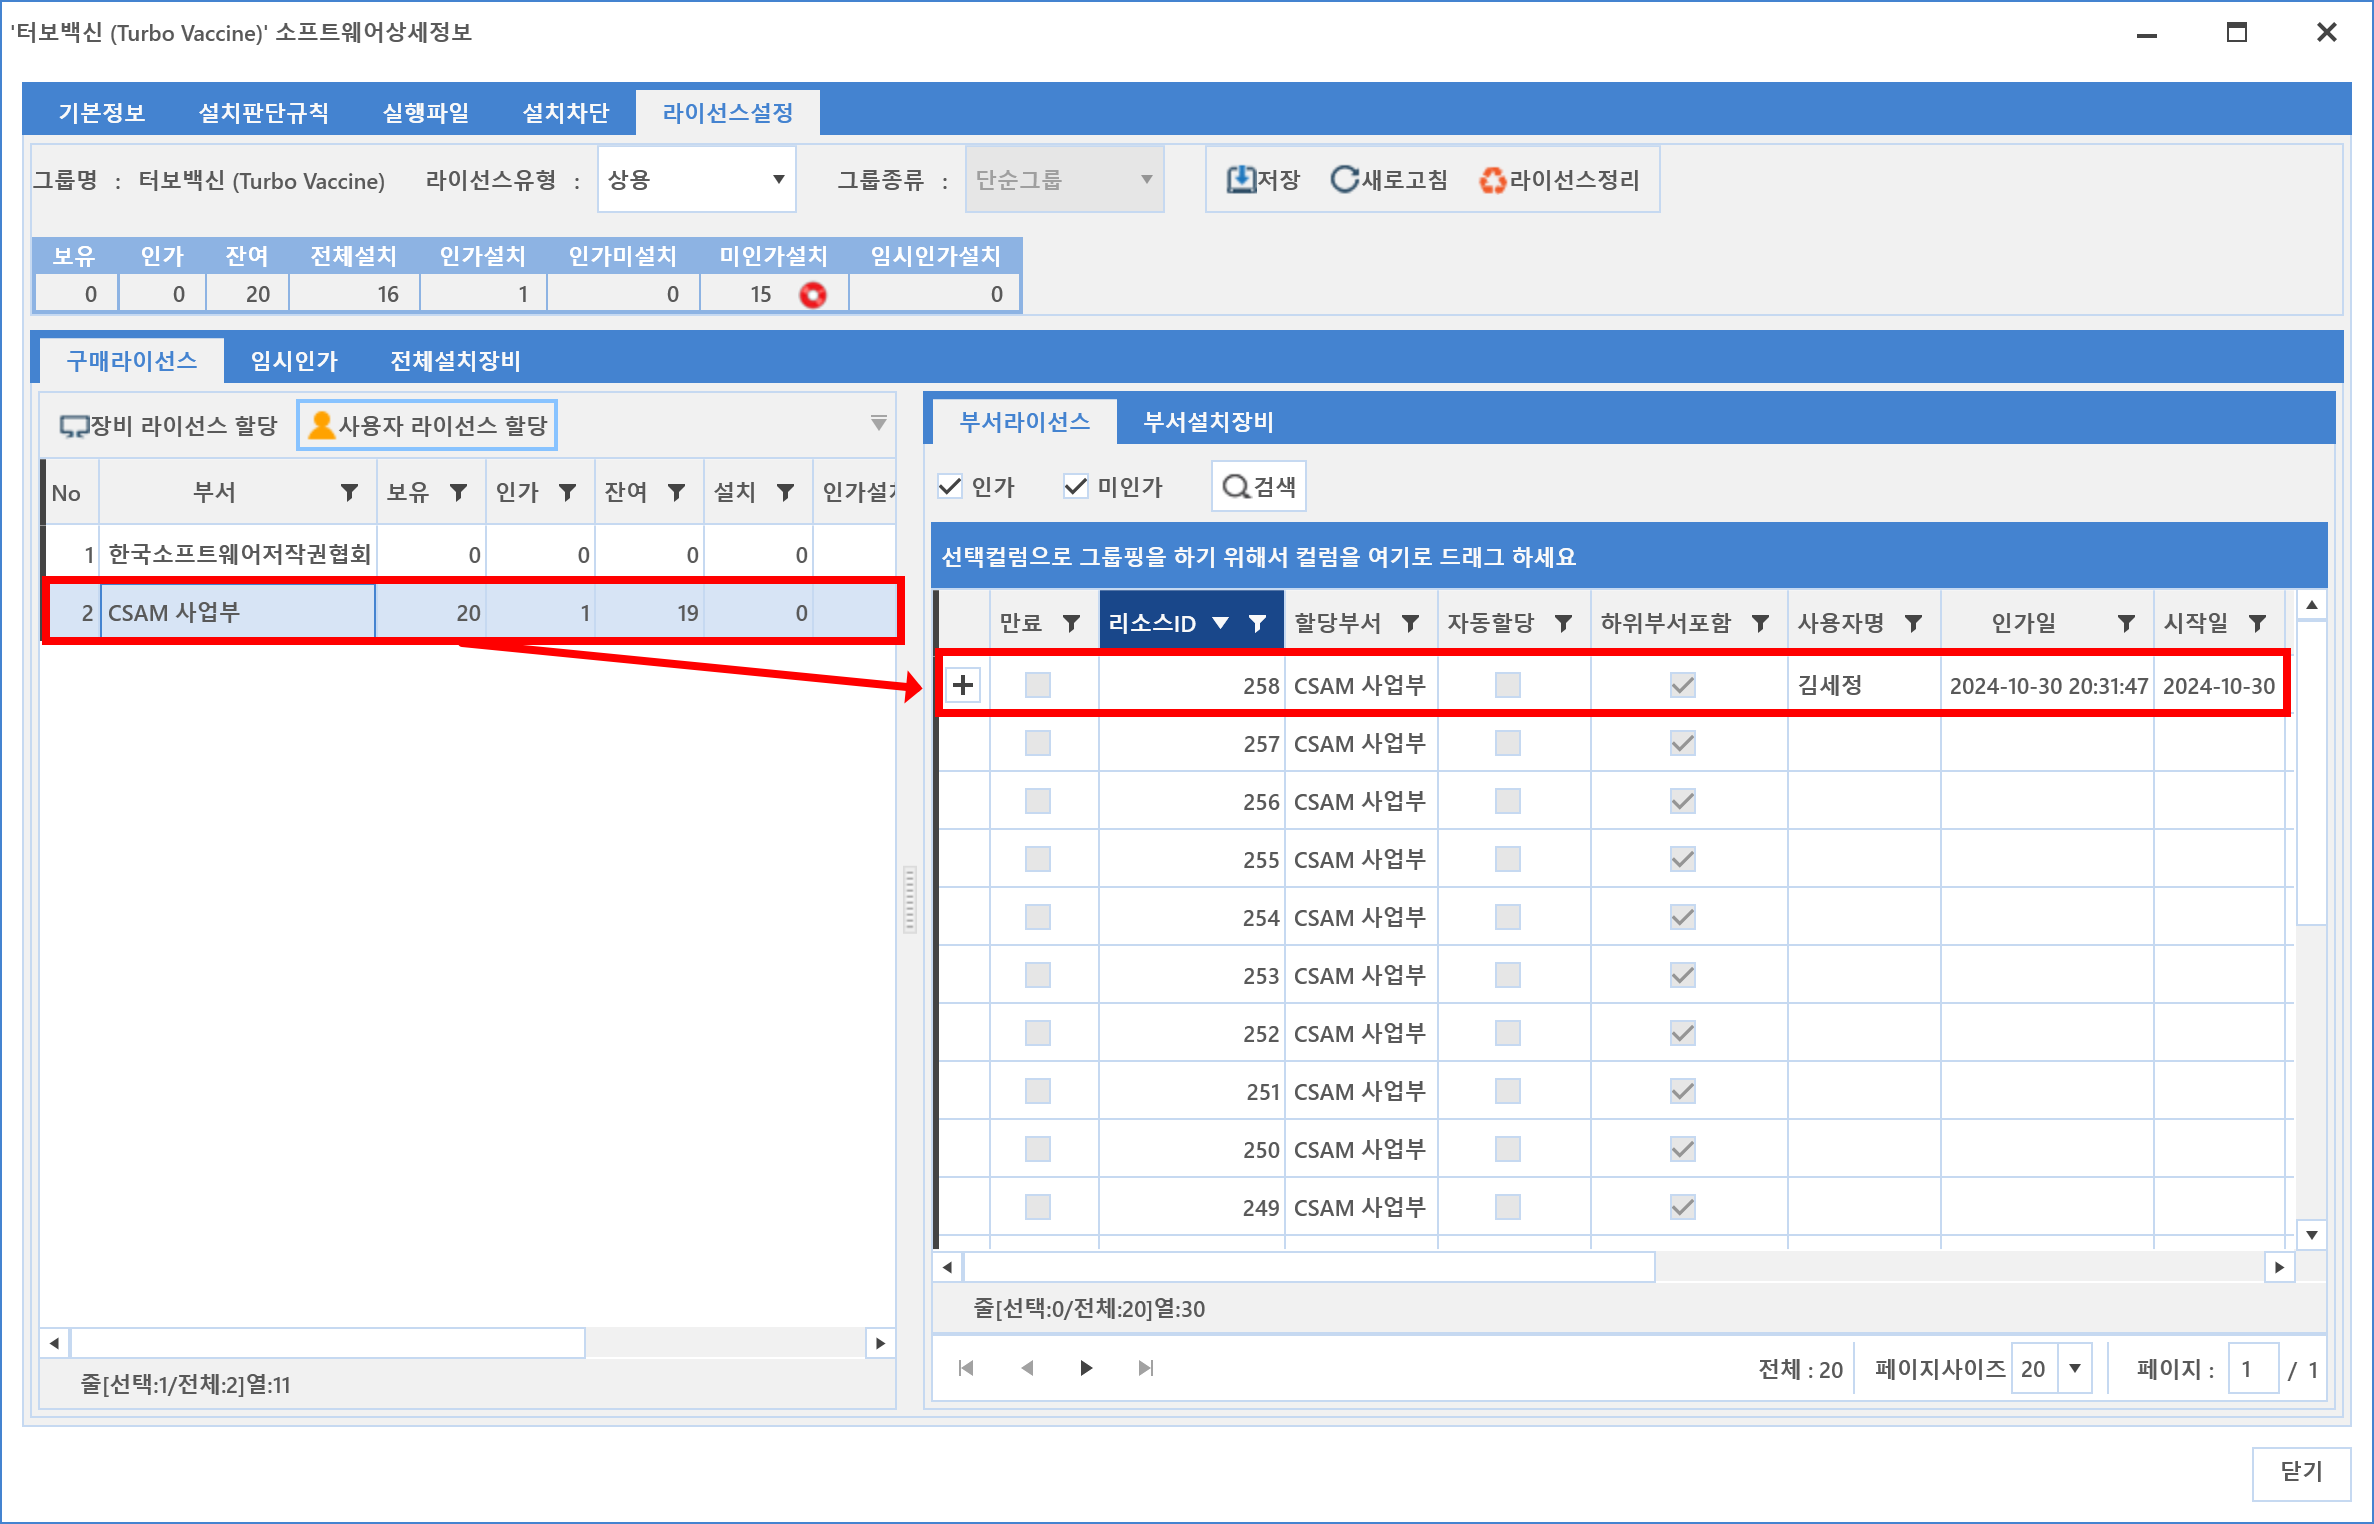 '터보백신 (Turbo Vaccine)' 소프트웨어상세정보
기본정보 설치판단규칙 실행파일 설치차단 라이선스설정
그룹명 : 터보백신 (Turbo Vaccine) 라이선스유형 : 상용 그룹종류 : 단순그룹 저장 새로고침 라이선스정리
보유 인가 잔여 전체설치 인가설치 인가미설치 미인가설치 임시인가설치
0 0 20 16 1 0 15 0
구매라이선스 임시인가 전체설치장비
장비 라이선스 할당 사용자 라이선스 할당
No 부서 보유 인가 잔여 설치 인가설
1 한국소프트웨어저작권협회 0 0 0 0
2 CSAM 사업부 20 1 19 0
줄[선택:1/전체:2]열:11
부서라이선스 부서설치장비
인가 미인가 검색
선택컬럼으로 그룹핑을 하기 위해서 컬럼을 여기로 드래그 하세요
만료 리소스ID 할당부서 자동할당 하위부서포함 사용자명 인가일 시작일
258 CSAM 사업부 김세정 2024-10-30 20:31:47 2024-10-30
257 CSAM 사업부
256 CSAM 사업부
255 CSAM 사업부
254 CSAM 사업부
253 CSAM 사업부
252 CSAM 사업부
251 CSAM 사업부
250 CSAM 사업부
249 CSAM 사업부
줄[선택:0/전체:20]열:30
전체 : 20 페이지사이즈 20 페이지 : 1 / 1
닫기